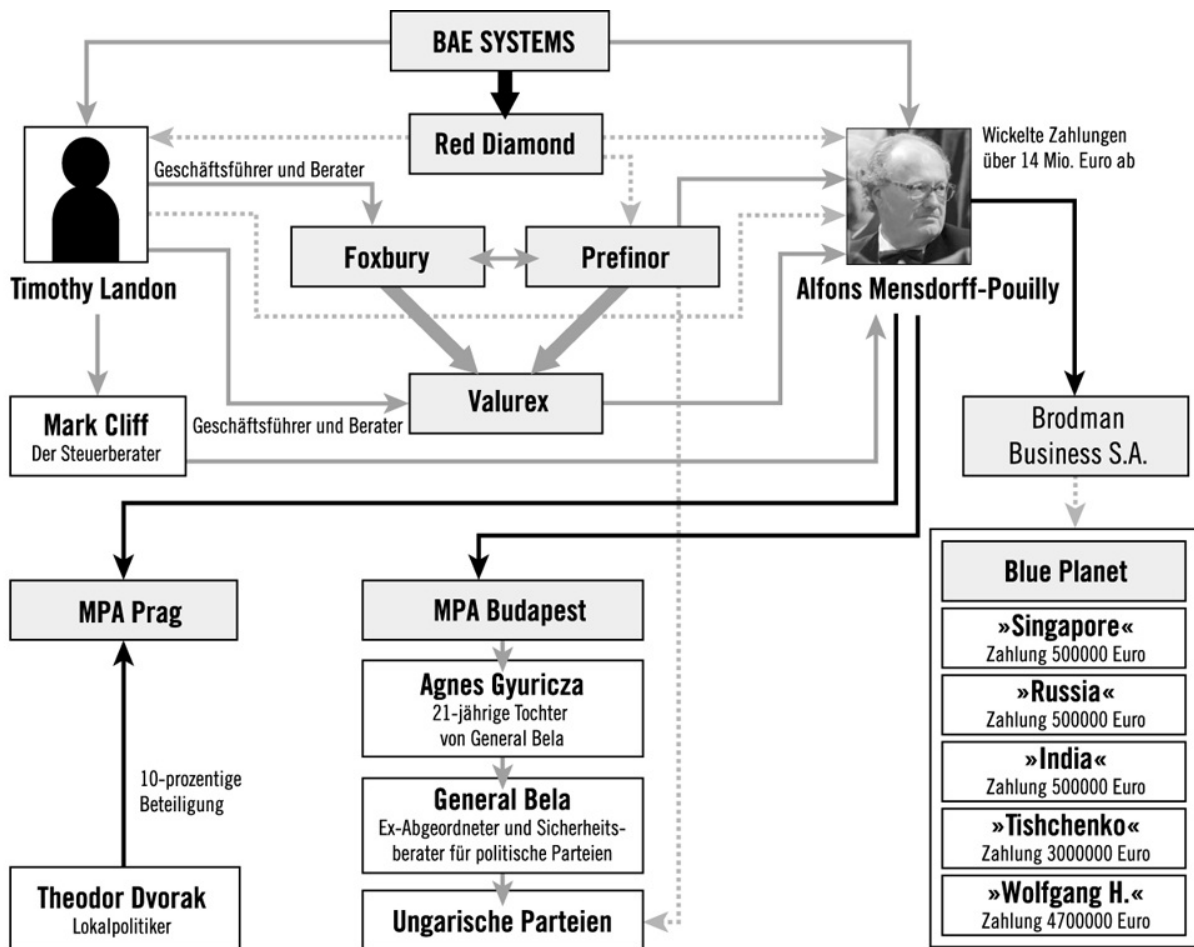 BAE SYSTEMS
Red Diamond
Wickelte Zahlungen
über 14 Mio. Euro ab
Geschäftsführer und Berater
Foxbury
Prefinor
Timothy Landon
Alfons Mensdorff-Pouilly
Valurex
Mark Cliff
Der Steuerberater
Geschäftsführer und Berater
Brodman
Business S.A.
MPA Prag
MPA Budapest
Blue Planet
»Singapore«
Zahlung 500000 Euro
Agnes Gyuricza
21-jährige Tochter
von General Bela
»Russia«
Zahlung 500000 Euro
»India«
Zahlung 500000 Euro
10-prozentige
Beteiligung
General Bela
Ex-Abgeordneter und Sicherheits-
berater für politische Parteien
»Tishchenko«
Zahlung 3000000 Euro
Theodor Dvorak
Lokalpolitiker
Ungarische Parteien
»Wolfgang H.«
Zahlung 4700000 Euro